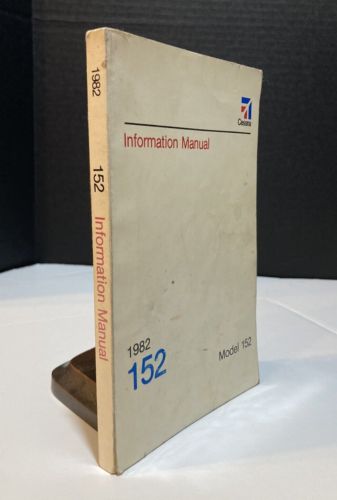 1982 152 Information Manual
Cessna
Information Manual
1982
152
Model 152